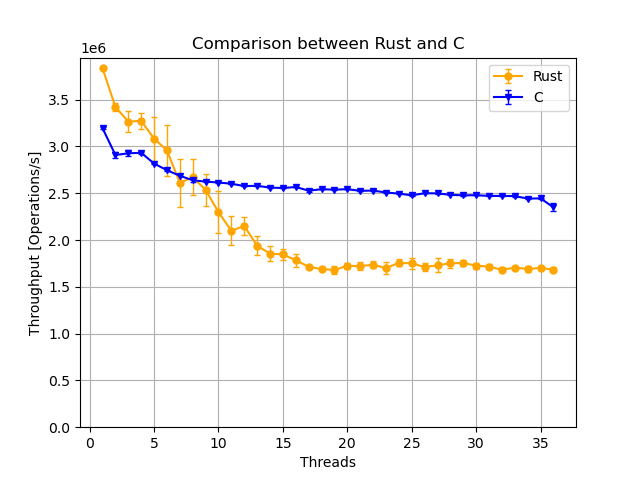 Comparison between Rust and C
1e6
Rust
C
3.5
3.0
2.5
2.0
1.5
1.0
0.5
0.0
Throughput [Operations/s]
0 5 10 15 20 25 30 35
Threads